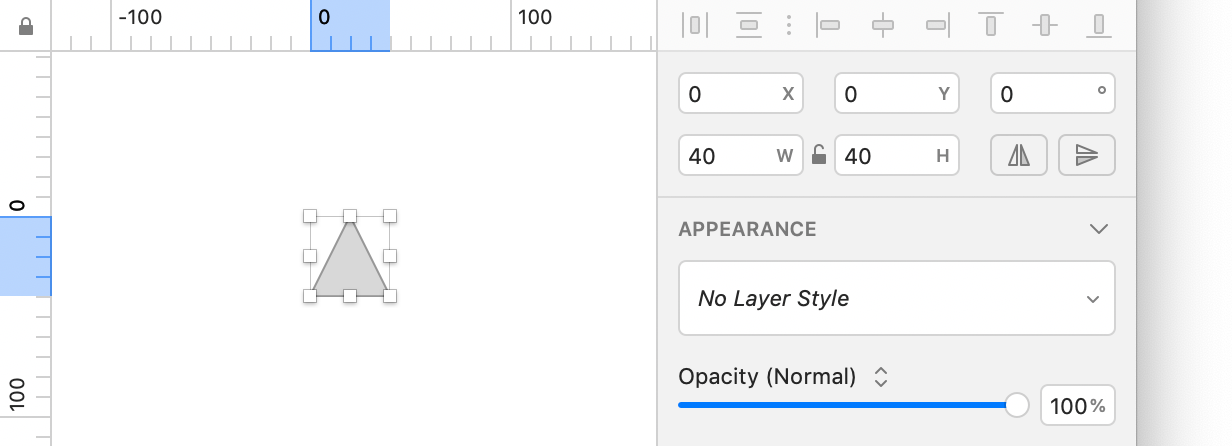 -100 0 100
0 X 0 Y 0 °
40 W 40 H
0
APPEARANCE
No Layer Style
Opacity (Normal)
100 100%